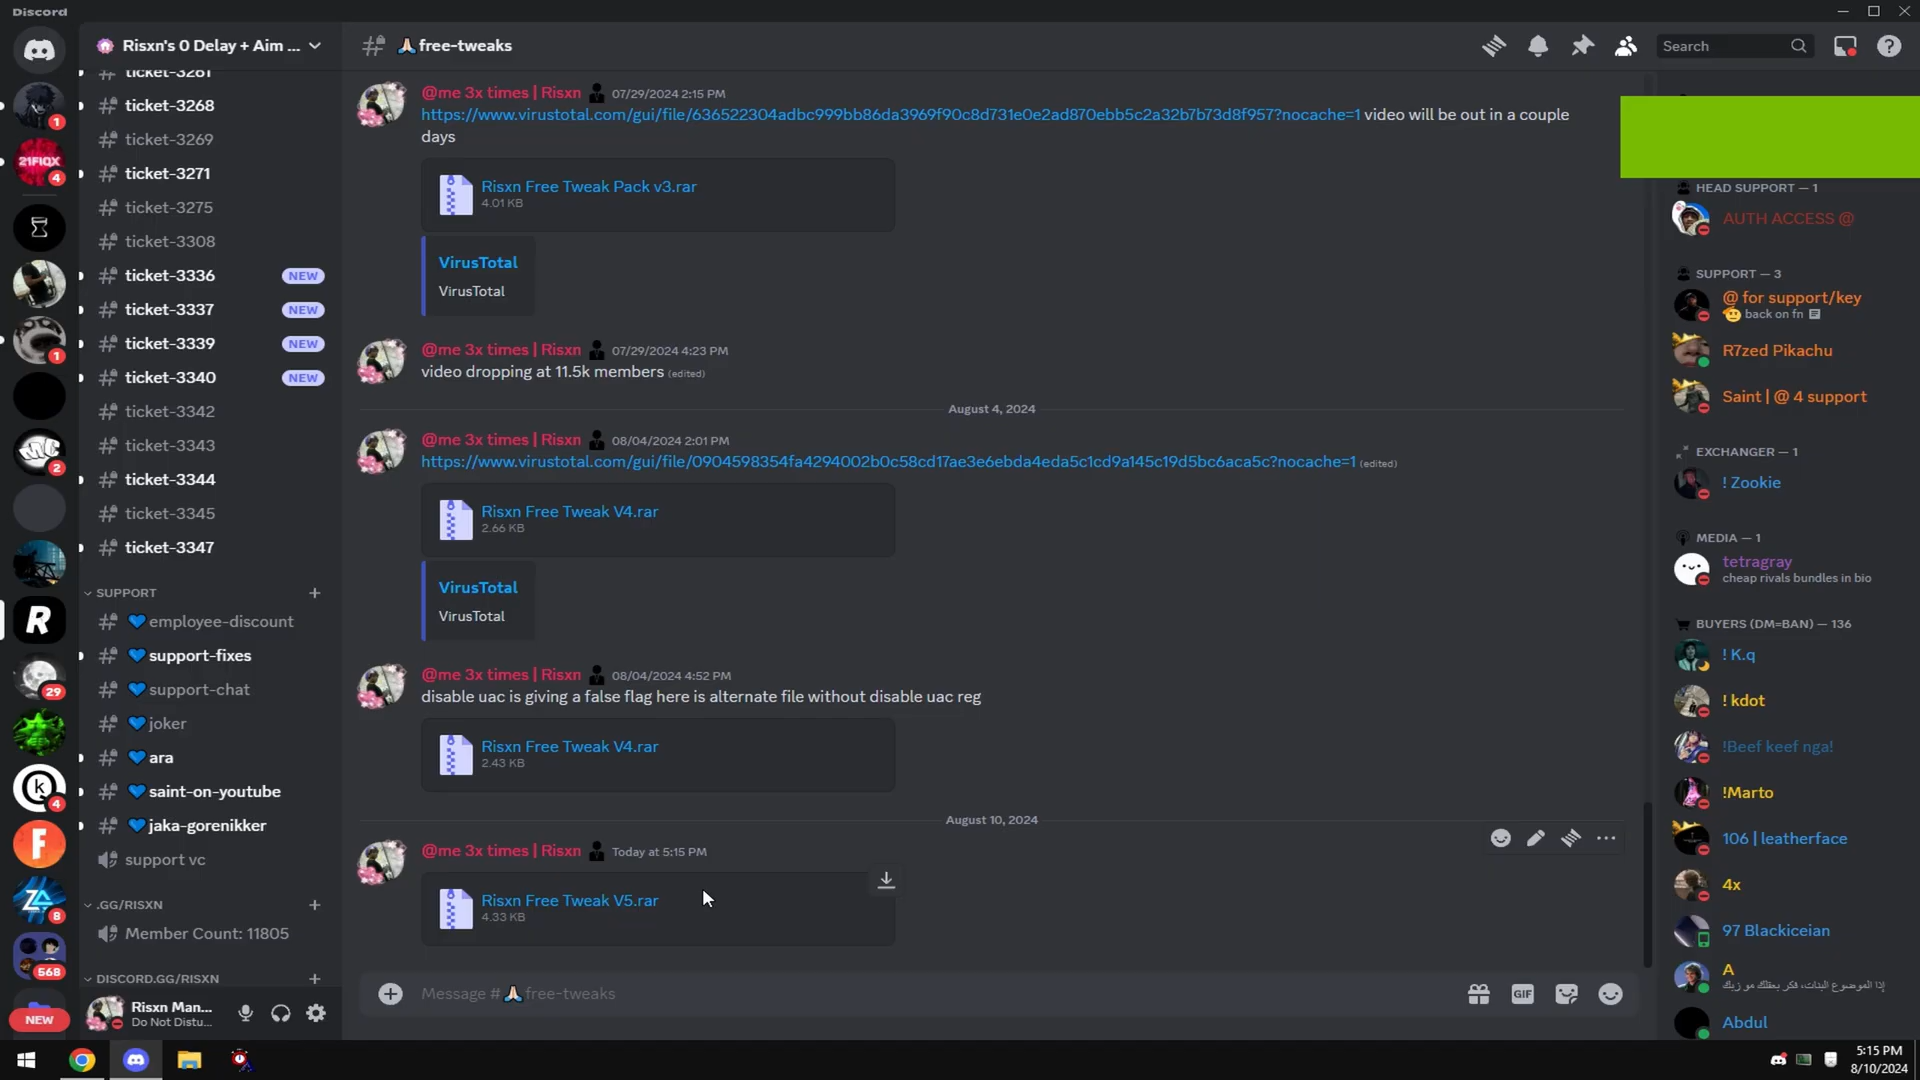 Discord
Risxn's 0 Delay + Aim ...
ticket-3261
ticket-3268
ticket-3269
ticket-3271
ticket-3275
ticket-3308
ticket-3336 NEW
ticket-3337 NEW
ticket-3339 NEW
ticket-3340 NEW
ticket-3342
ticket-3343
ticket-3344
ticket-3345
ticket-3347
SUPPORT
employee-discount
support-fixes
support-chat
joker
ara
saint-on-youtube
jaka-gorenikker
support vc
.GG/RISXN
Member Count: 11805
DISCORD.GG/RISXN
Risxn Man...
Do Not Distu...
1
21FIQX
4
1
MC
2
R
29
k
4
F
ZA
8
568
NEW
🙏🏻free-tweaks
Search
@me 3x times | Risxn 07/29/2024 2:15 PM
https://www.virustotal.com/gui/file/636522304adbc999bb86da3969f90c8d731e0e2ad870ebb5c2a32b7b73d8f957?nocache=1 video will be out in a couple
days
Risxn Free Tweak Pack v3.rar
4.01 KB
VirusTotal
VirusTotal
@me 3x times | Risxn 07/29/2024 4:23 PM
video dropping at 11.5k members (edited)
August 4, 2024
@me 3x times | Risxn 08/04/2024 2:01 PM
https://www.virustotal.com/gui/file/0904598354fa4294002b0c58cd17ae3e6ebda4eda5c1cd9a145c19d5bc6aca5c?nocache=1 (edited)
Risxn Free Tweak V4.rar
2.66 KB
VirusTotal
VirusTotal
@me 3x times | Risxn 08/04/2024 4:52 PM
disable uac is giving a false flag here is alternate file without disable uac reg
Risxn Free Tweak V4.rar
2.43 KB
August 10, 2024
@me 3x times | Risxn Today at 5:15 PM
Risxn Free Tweak V5.rar
4.33 KB
Message #🙏🏻free-tweaks
GIF
HEAD SUPPORT — 1
AUTH ACCESS @
SUPPORT — 3
@ for support/key
back on fn
R7zed Pikachu
Saint | @ 4 support
EXCHANGER — 1
! Zookie
MEDIA — 1
tetragray
cheap rivals bundles in bio
BUYERS (DM=BAN) — 136
! K.q
! kdot
!Beef keef nga!
!Marto
106 | leatherface
4x
97 Blackiceian
A
Abdul
5:15 PM
8/10/2024